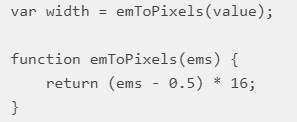 var width = emToPixels(value);
function emToPixels(ems) {
    return (ems - 0.5) * 16;
}